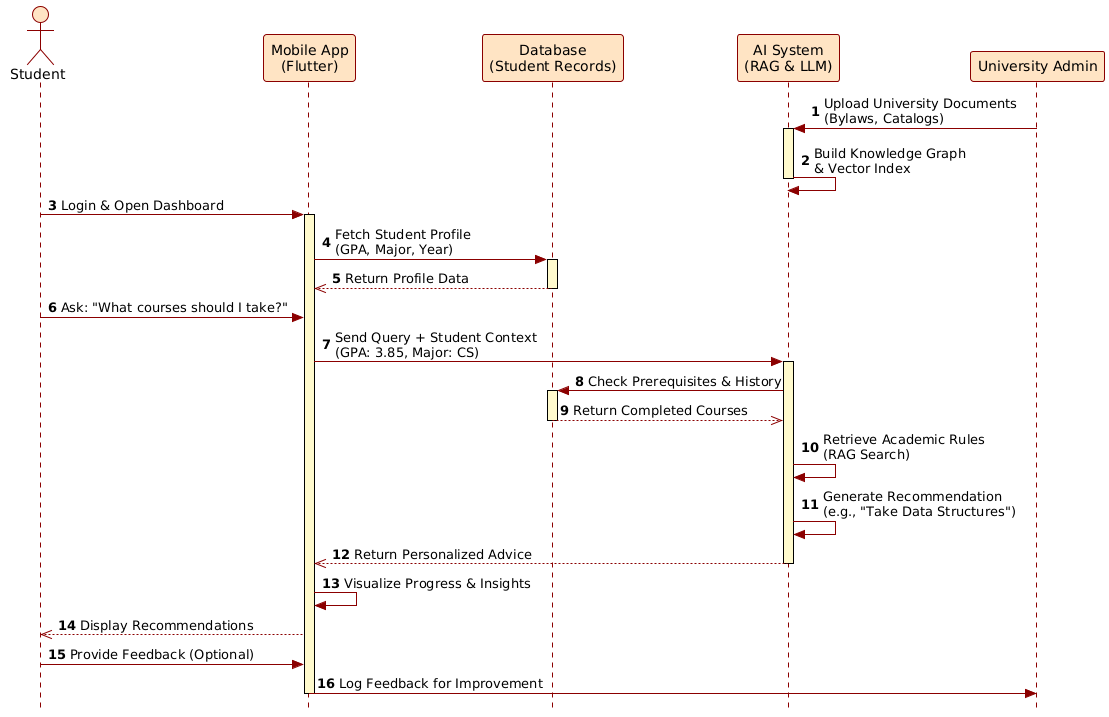 Student
Mobile App
(Flutter)
Database
(Student Records)
AI System
(RAG & LLM)
University Admin
1 Upload University Documents
(Bylaws, Catalogs)
2 Build Knowledge Graph
& Vector Index
3 Login & Open Dashboard
4 Fetch Student Profile
(GPA, Major, Year)
5 Return Profile Data
6 Ask: "What courses should I take?"
7 Send Query + Student Context
(GPA: 3.85, Major: CS)
8 Check Prerequisites & History
9 Return Completed Courses
10 Retrieve Academic Rules
(RAG Search)
11 Generate Recommendation
(e.g., "Take Data Structures")
12 Return Personalized Advice
13 Visualize Progress & Insights
14 Display Recommendations
15 Provide Feedback (Optional)
16 Log Feedback for Improvement